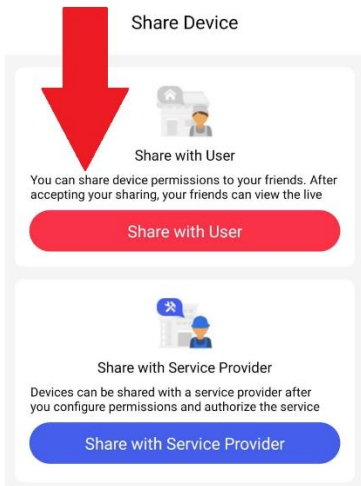 Share Device
Share with User
You can share device permissions to your friends. After
accepting your sharing, your friends can view the live
Share with User
Share with Service Provider
Devices can be shared with a service provider after
you configure permissions and authorize the service
Share with Service Provider